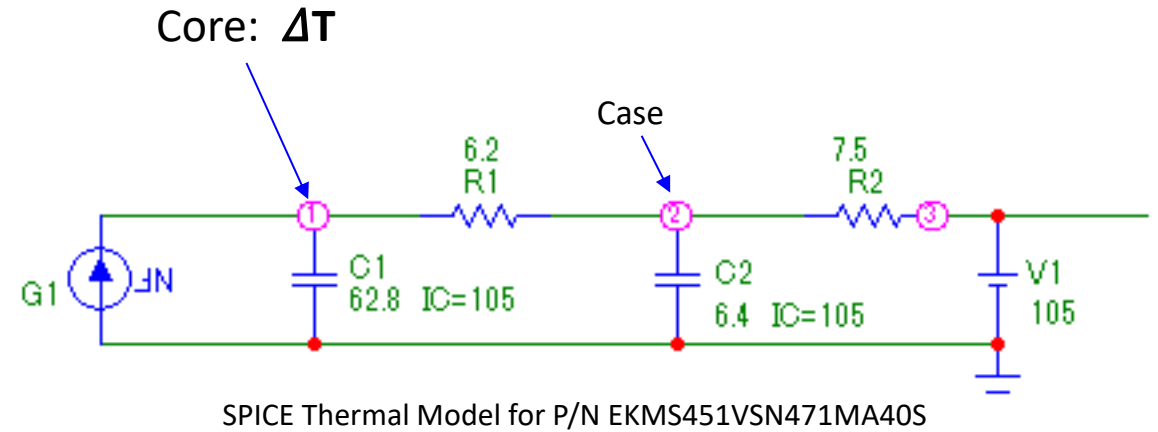 Core: ΔT
Case
6.2
R1
7.5
R2
1
2
3
G1
NF
C1
62.8 IC=105
C2
6.4 IC=105
V1
105
SPICE Thermal Model for P/N EKMS451VSN471MA40S